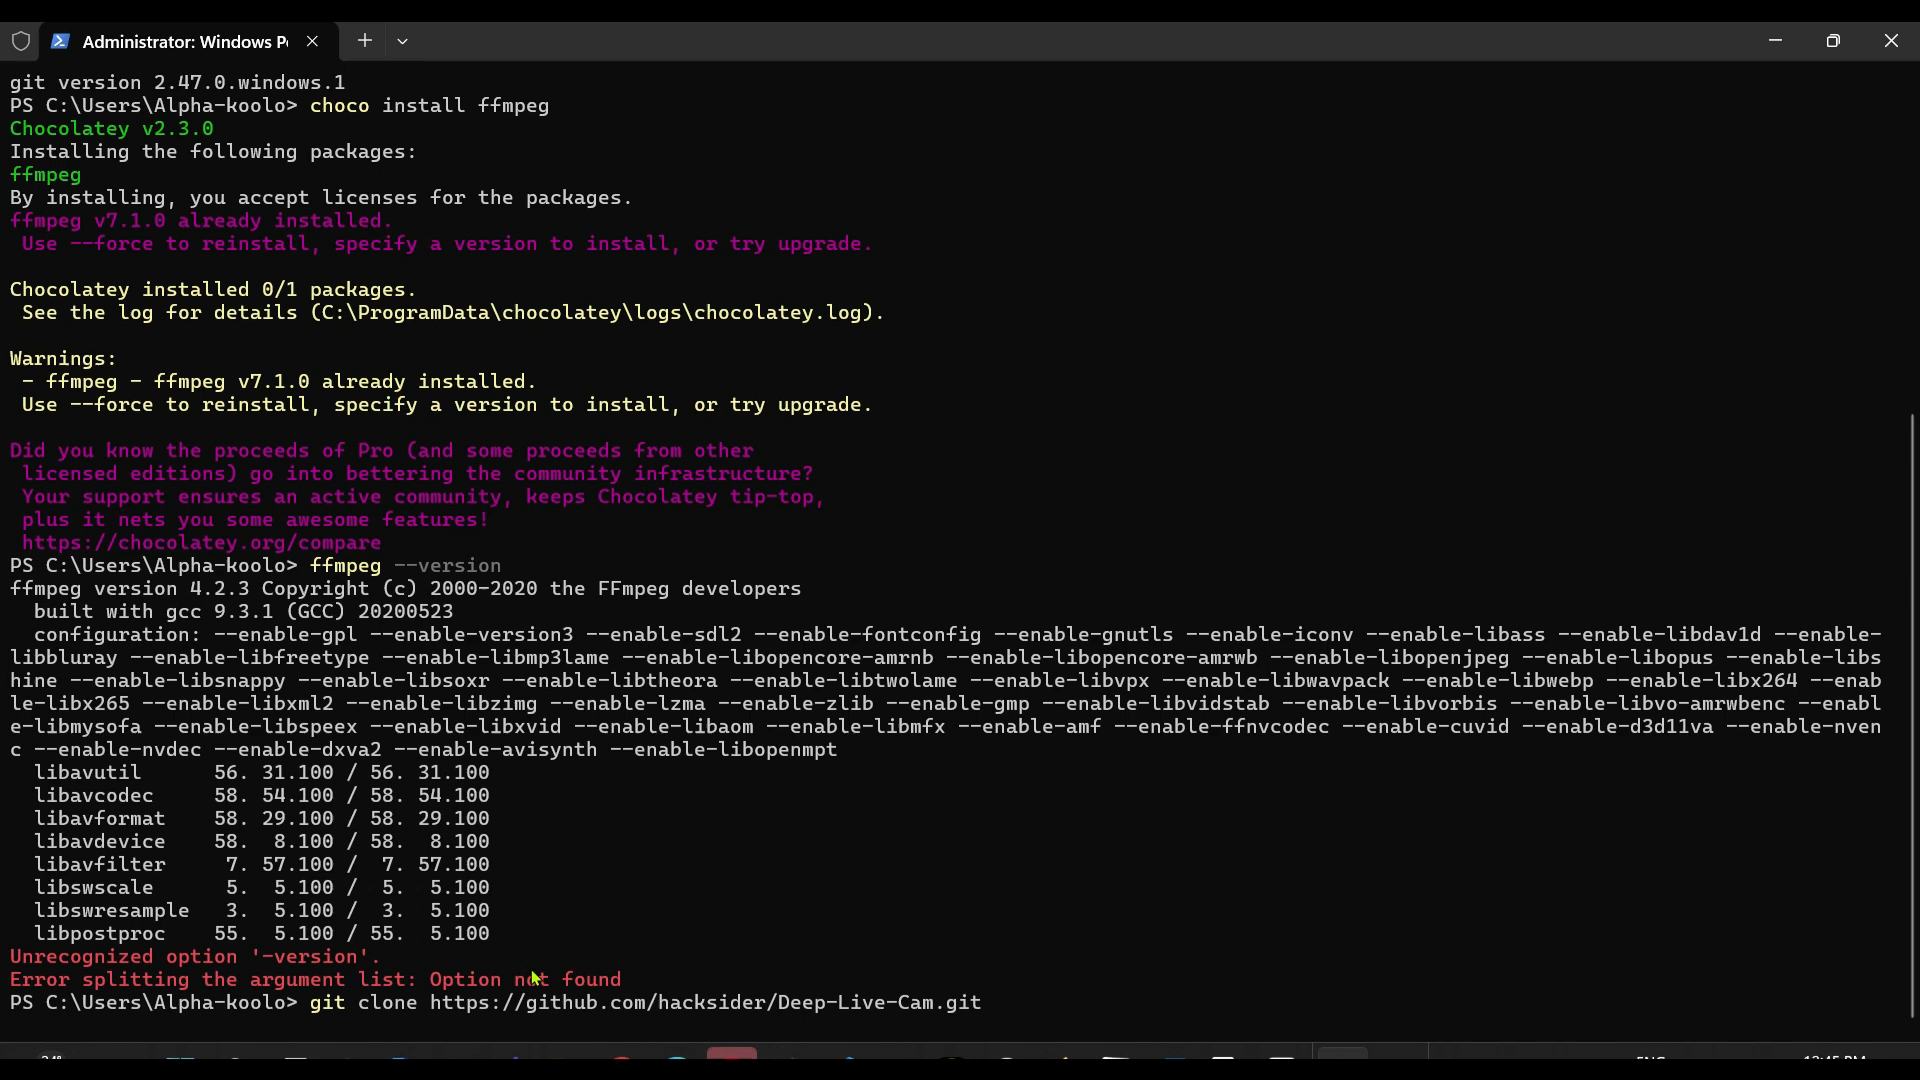 Administrator: Windows P
git version 2.47.0.windows.1
PS C:\Users\Alpha-koolo> choco install ffmpeg
Chocolatey v2.3.0
Installing the following packages:
ffmpeg
By installing, you accept licenses for the packages.
ffmpeg v7.1.0 already installed.
 Use --force to reinstall, specify a version to install, or try upgrade.
Chocolatey installed 0/1 packages.
 See the log for details (C:\ProgramData\chocolatey\logs\chocolatey.log).
Warnings:
 - ffmpeg - ffmpeg v7.1.0 already installed.
 Use --force to reinstall, specify a version to install, or try upgrade.
Did you know the proceeds of Pro (and some proceeds from other
 licensed editions) go into bettering the community infrastructure?
 Your support ensures an active community, keeps Chocolatey tip-top,
 plus it nets you some awesome features!
 https://chocolatey.org/compare
PS C:\Users\Alpha-koolo> ffmpeg --version
ffmpeg version 4.2.3 Copyright (c) 2000-2020 the FFmpeg developers
  built with gcc 9.3.1 (GCC) 20200523
  configuration: --enable-gpl --enable-version3 --enable-sdl2 --enable-fontconfig --enable-gnutls --enable-iconv --enable-libass --enable-libdav1d --enable-
libbluray --enable-libfreetype --enable-libmp3lame --enable-libopencore-amrnb --enable-libopencore-amrwb --enable-libopenjpeg --enable-libopus --enable-libs
hine --enable-libsnappy --enable-libsoxr --enable-libtheora --enable-libtwolame --enable-libvpx --enable-libwavpack --enable-libwebp --enable-libx264 --enab
le-libx265 --enable-libxml2 --enable-libzimg --enable-lzma --enable-zlib --enable-gmp --enable-libvidstab --enable-libvorbis --enable-libvo-amrwbenc --enabl
e-libmysofa --enable-libspeex --enable-libxvid --enable-libaom --enable-libmfx --enable-amf --enable-ffnvcodec --enable-cuvid --enable-d3d11va --enable-nven
c --enable-nvdec --enable-dxva2 --enable-avisynth --enable-libopenmpt
  libavutil      56. 31.100 / 56. 31.100
  libavcodec     58. 54.100 / 58. 54.100
  libavformat    58. 29.100 / 58. 29.100
  libavdevice    58.  8.100 / 58.  8.100
  libavfilter     7. 57.100 /  7. 57.100
  libswscale      5.  5.100 /  5.  5.100
  libswresample   3.  5.100 /  3.  5.100
  libpostproc    55.  5.100 / 55.  5.100
Unrecognized option '-version'.
Error splitting the argument list: Option not found
PS C:\Users\Alpha-koolo> git clone https://github.com/hacksider/Deep-Live-Cam.git